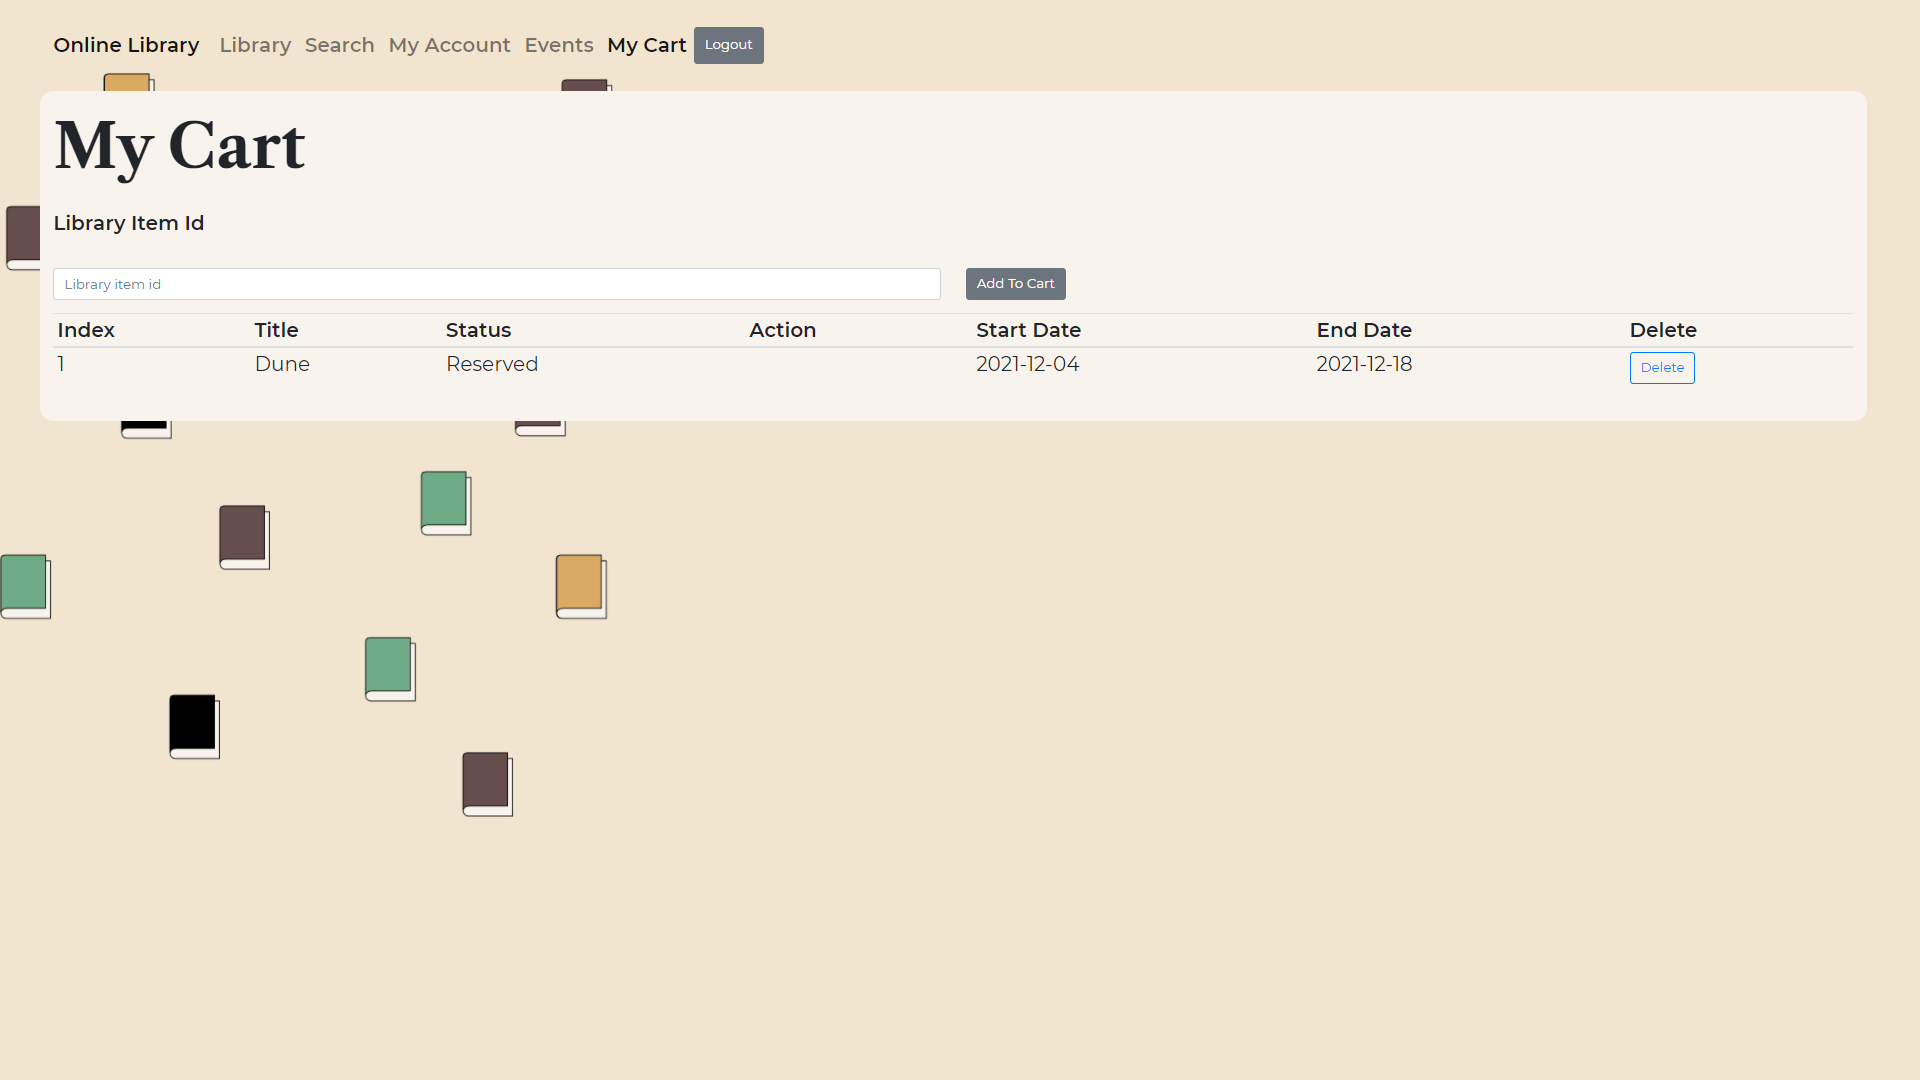 Online Library Library Search My Account Events My Cart Logout
My Cart
Library Item Id
Library item id Add To Cart
Index Title Status Action Start Date End Date Delete
1 Dune Reserved 2021-12-04 2021-12-18 Delete